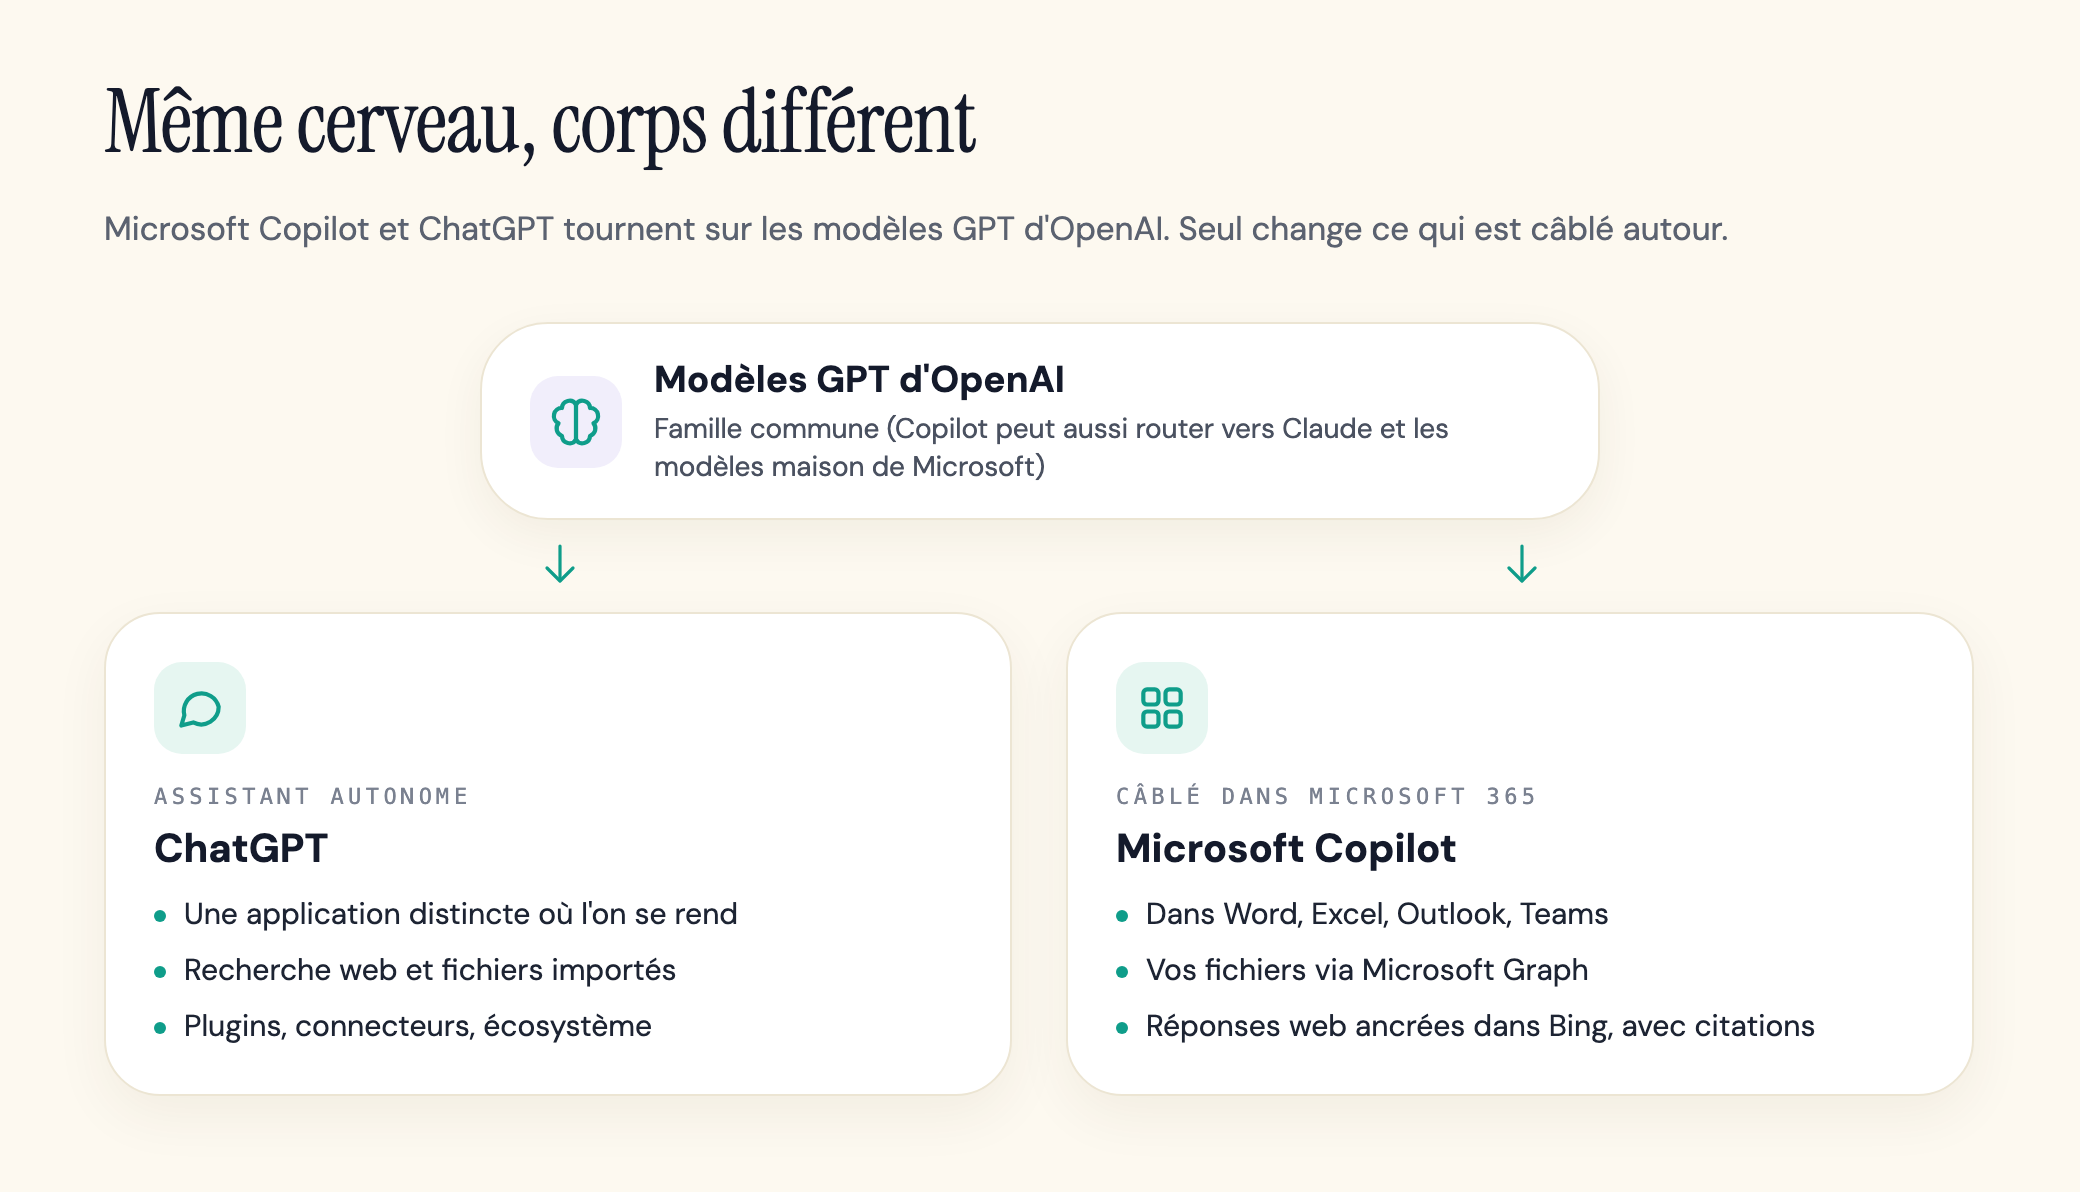 Même cerveau, corps différent
Microsoft Copilot et ChatGPT tournent sur les modèles GPT d'OpenAI. Seul change ce qui est câblé autour.
Modèles GPT d'OpenAI
Famille commune (Copilot peut aussi router vers Claude et les
modèles maison de Microsoft)
ASSISTANT AUTONOME
ChatGPT
Une application distincte où l'on se rend
Recherche web et fichiers importés
Plugins, connecteurs, écosystème
CÂBLÉ DANS MICROSOFT 365
Microsoft Copilot
Dans Word, Excel, Outlook, Teams
Vos fichiers via Microsoft Graph
Réponses web ancrées dans Bing, avec citations